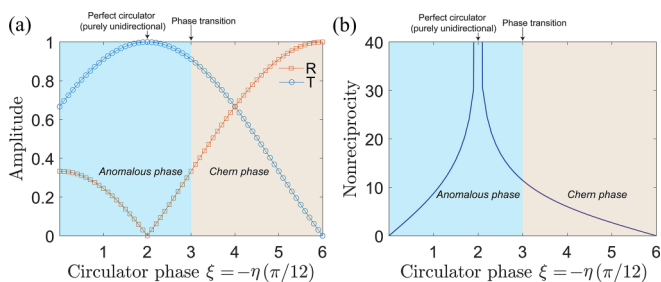 (a)
Perfect circulator
(purely unidirectional)
Phase transition
Amplitude
1
0.8
0.6
0.4
0.2
0
R
T
Anomalous phase
Chern phase
1 2 3 4 5 6
Circulator phase ξ = −η (π/12)
(b)
Perfect circulator
(purely unidirectional)
Phase transition
Nonreciprocity
40
30
20
10
0
Anomalous phase
Chern phase
1 2 3 4 5 6
Circulator phase ξ = −η (π/12)